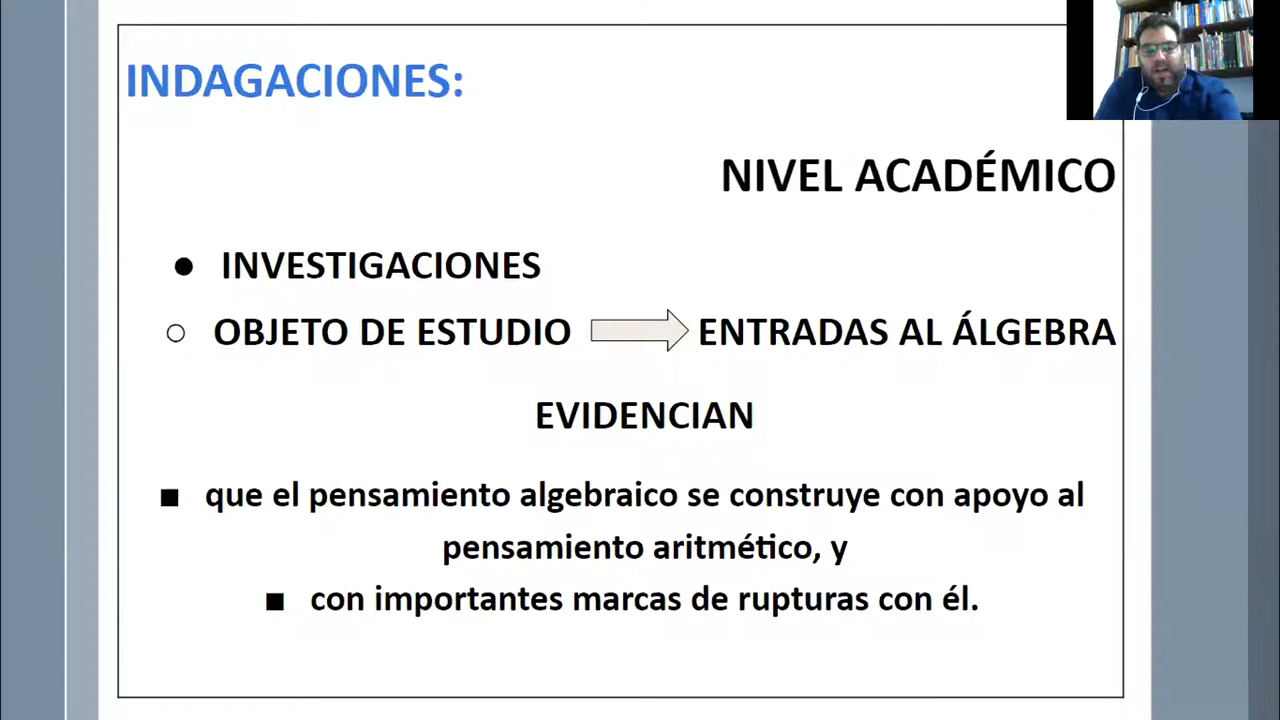 INDAGACIONES:
NIVEL ACADÉMICO
● INVESTIGACIONES
○ OBJETO DE ESTUDIO ENTRADAS AL ÁLGEBRA
EVIDENCIAN
■ que el pensamiento algebraico se construye con apoyo al
pensamiento aritmético, y
■ con importantes marcas de rupturas con él.